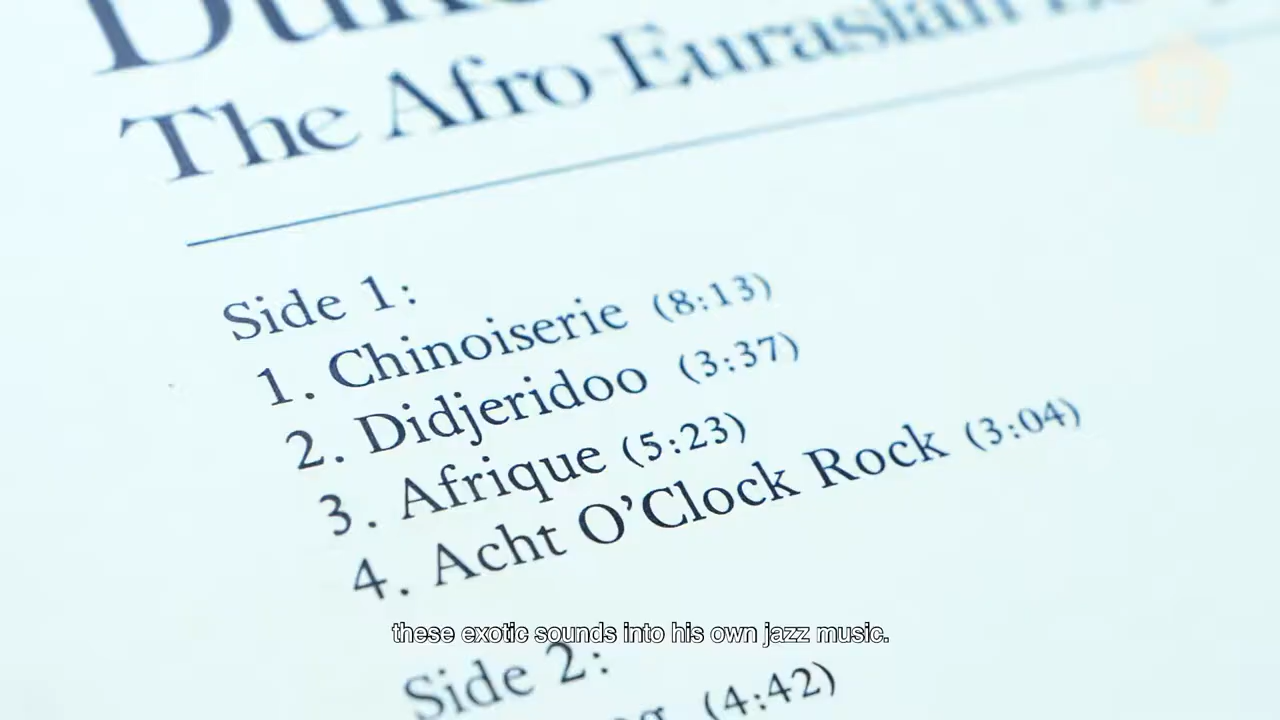 The Afro-Eurasian
Side 1:
1. Chinoiserie (8:13)
2. Didjeridoo (3:37)
3. Afrique (5:23)
4. Acht O'Clock Rock (3:04)
these exotic sounds into his own jazz music.
Side 2:
(4:42)